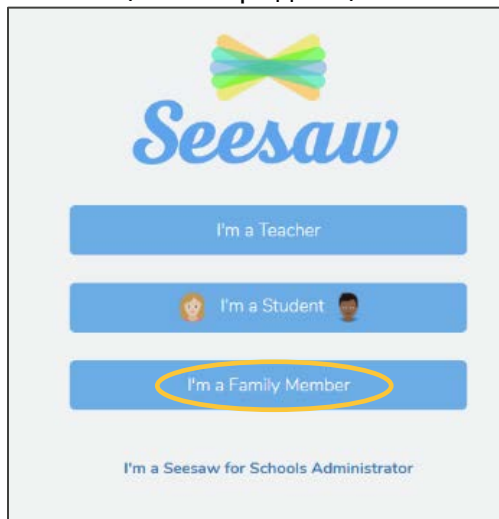 Seesaw
I'm a Teacher
I'm a Student
I'm a Family Member
I'm a Seesaw for Schools Administrator